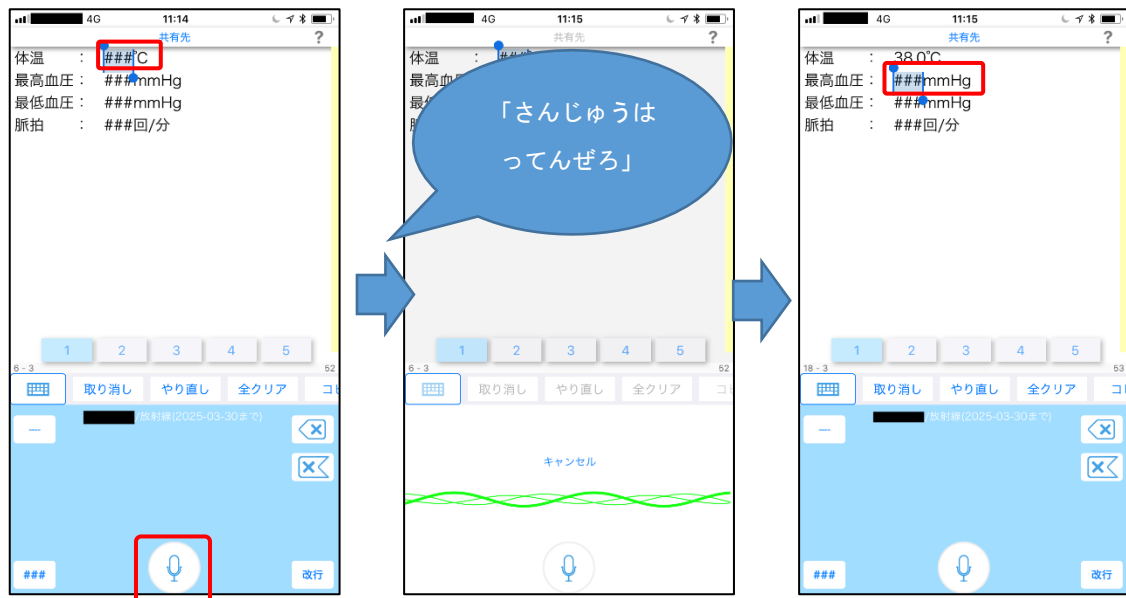 4G 11:14
共有先 ?
体温 : ###℃
最高血圧: ###mmHg
最低血圧: ###mmHg
脈拍 : ###回/分
1 2 3 4 5
6 - 3 52
取り消し やり直し 全クリア コ
/放射線(2025-03-30まで)
###
改行
4G 11:15
共有先 ?
体温 :
最高血
最低
「さんじゅうは
ってんぜろ」
1 2 3 4 5
6 - 3 52
取り消し やり直し 全クリア
キャンセル
4G 11:15
共有先 ?
体温 : 38.0℃
最高血圧: ###mmHg
最低血圧: ###mmHg
脈拍 : ###回/分
1 2 3 4 5
18 - 3 53
取り消し やり直し 全クリア コ
/放射線(2025-03-30まで)
###
改行